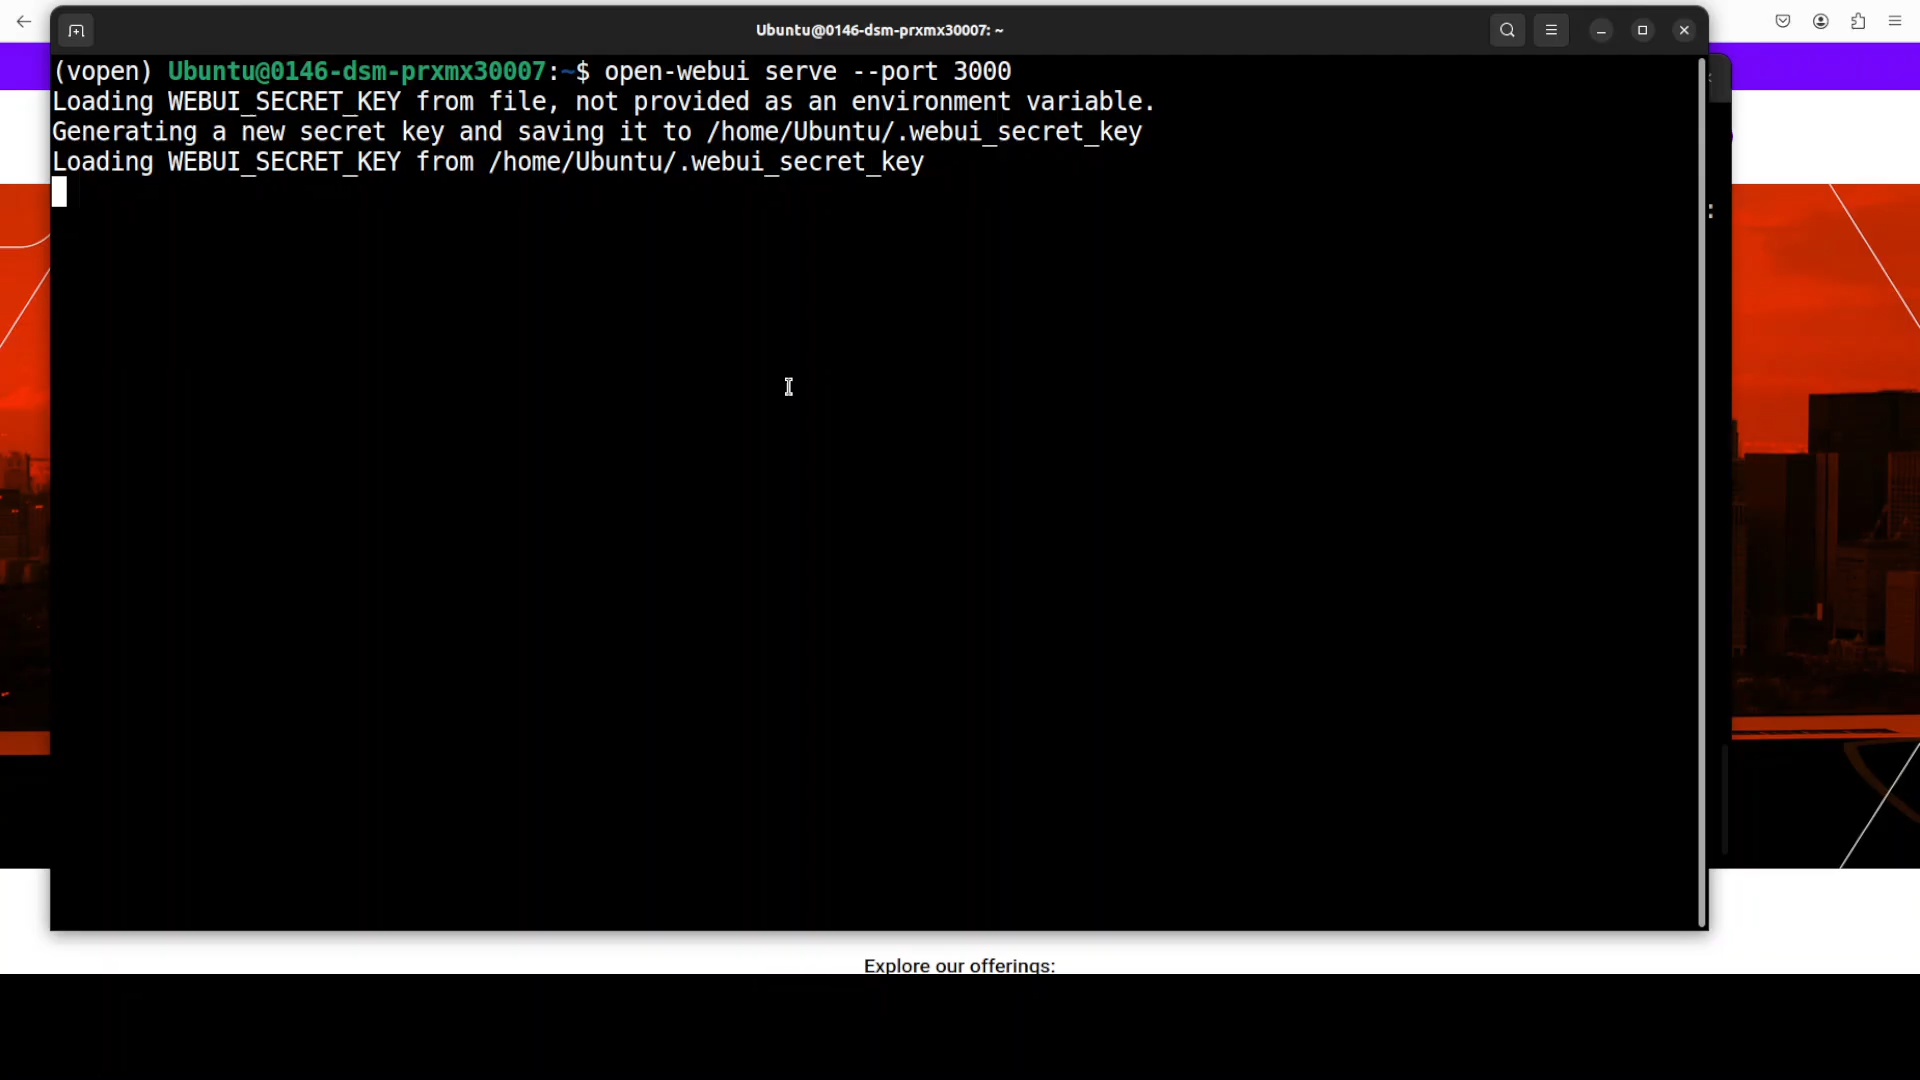 Ubuntu@0146-dsm-prxmx30007: ~
(vopen) Ubuntu@0146-dsm-prxmx30007:~$ open-webui serve --port 3000
Loading WEBUI_SECRET_KEY from file, not provided as an environment variable.
Generating a new secret key and saving it to /home/Ubuntu/.webui_secret_key
Loading WEBUI_SECRET_KEY from /home/Ubuntu/.webui_secret_key
:
Explore our offerings: